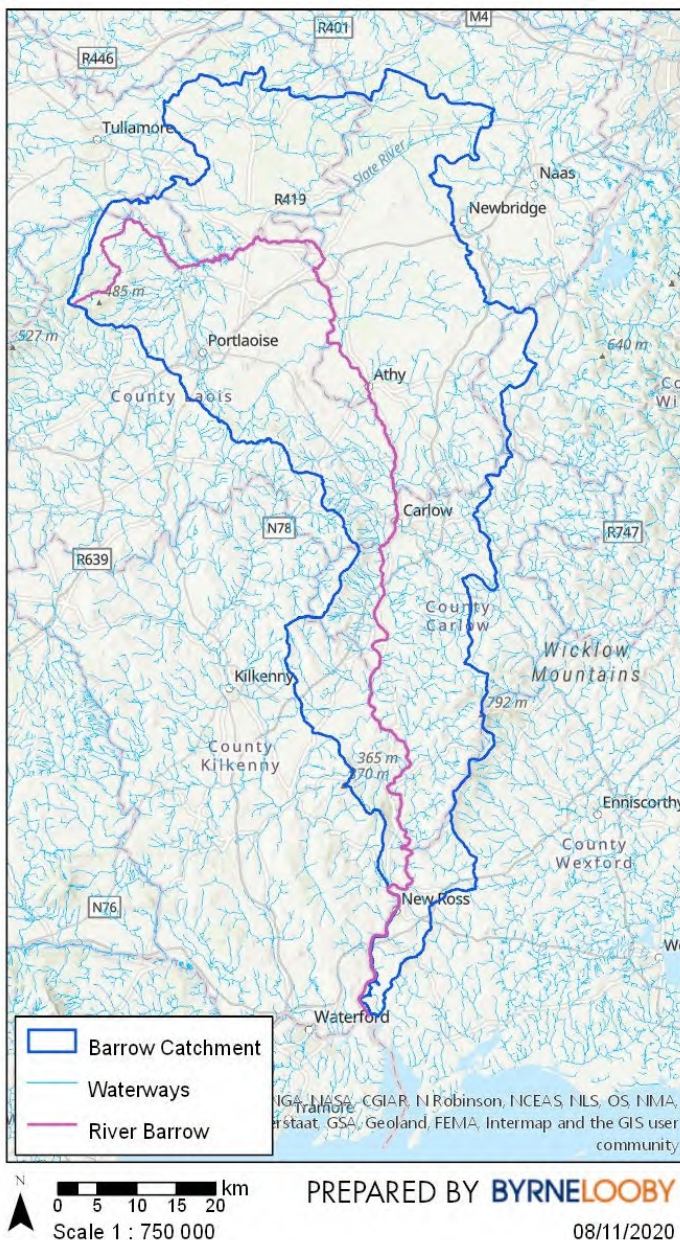 R401
M4
R446
Tullamore
Slate River
Naas
R419
Newbridge
485 m
527 m
Portlaoise
640 m
Athy
County Laois
Carlow
N78
R639
R747
County
Carlow
Wicklow
Mountains
Kilkenny
792 m
County
Kilkenny
365 m
370 m
Enniscorthy
County
Wexford
N76
New Ross
Waterford
Barrow Catchment
Waterways
River Barrow
Tramore
NGA, NASA, CGIAR, N Robinson, NCEAS, NLS, OS, NMA,
erstaat, GSA, Geoland, FEMA, Intermap and the GIS user
community
N
0 5 10 15 20 km
Scale 1 : 750 000
PREPARED BY BYRNELOOBY
08/11/2020